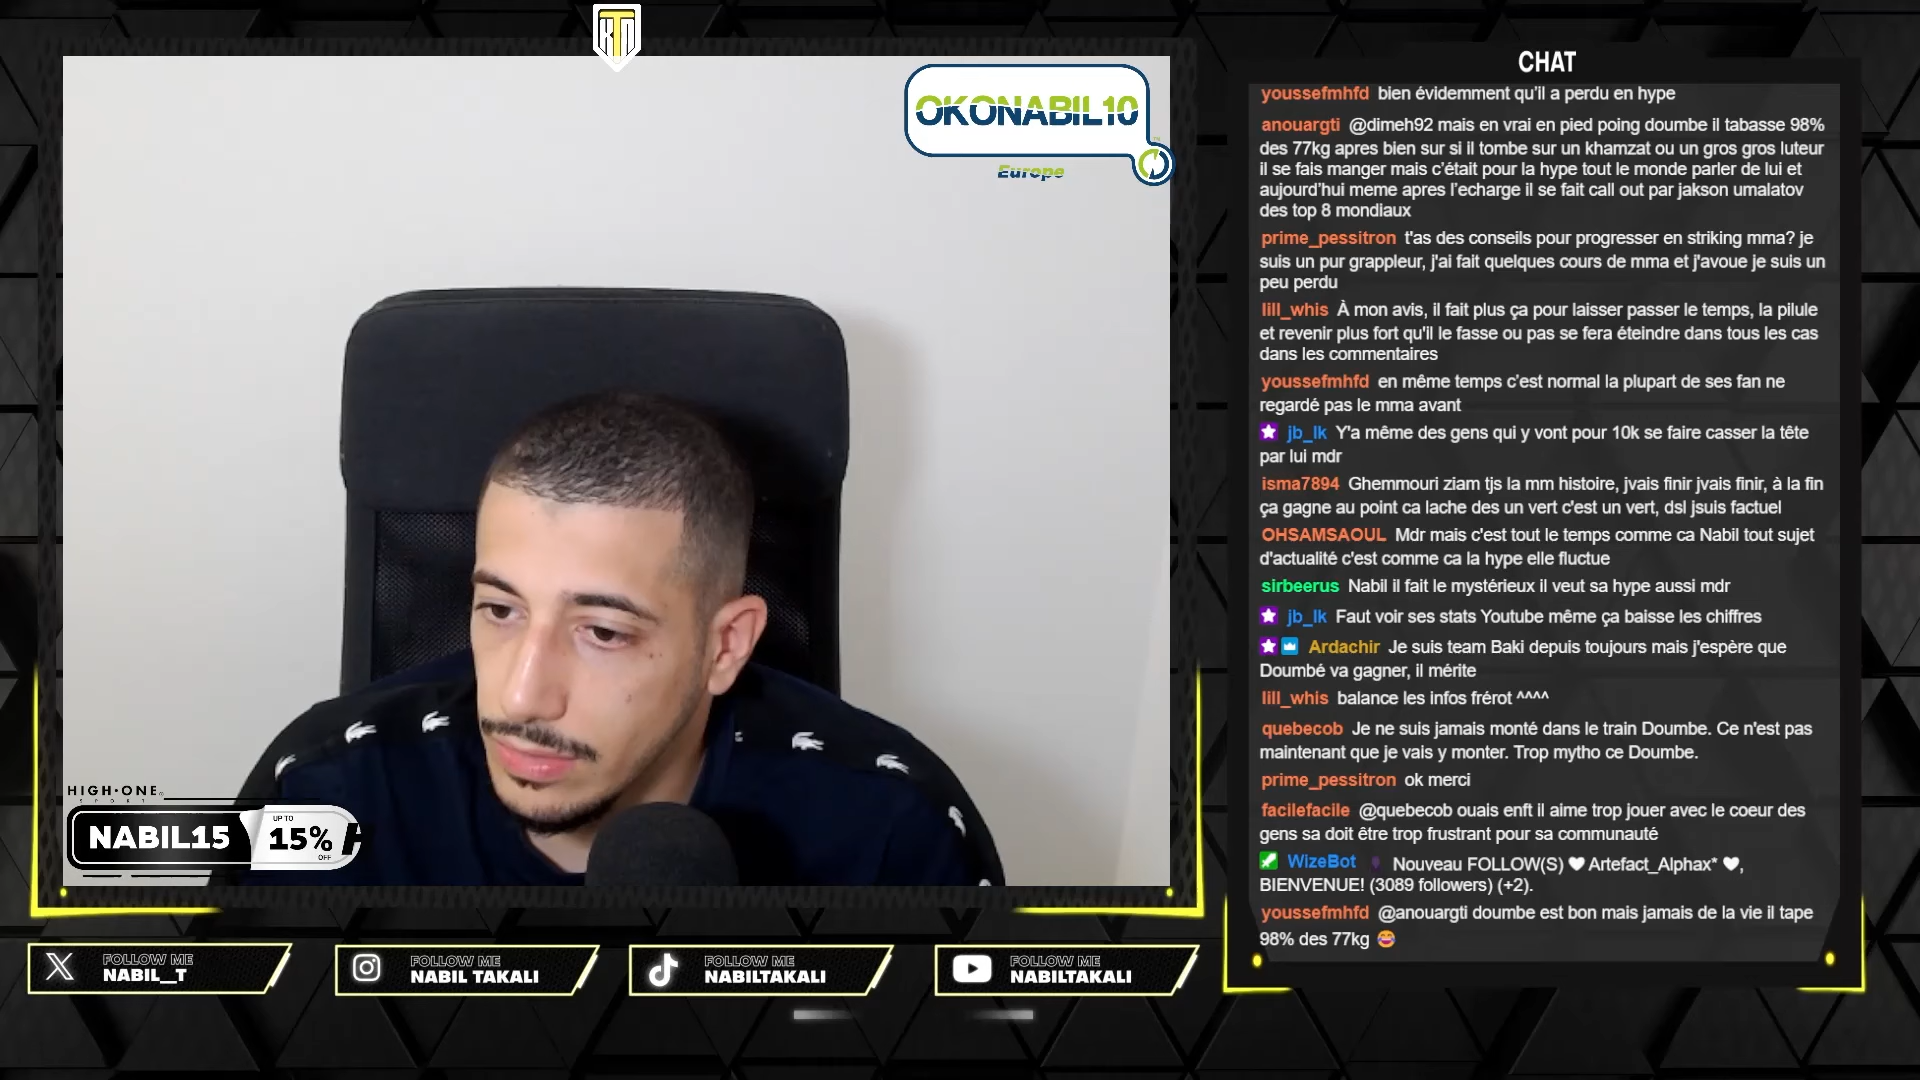 KTN
OKONABIL10
Europe
HIGH·ONE
SPORT
NABIL15
UP TO
15%
OFF
FOLLOW ME
NABIL__T
FOLLOW ME
NABIL TAKALI
FOLLOW ME
NABILTAKALI
FOLLOW ME
NABILTAKALI
CHAT
youssefmhfd bien évidemment qu'il a perdu en hype
anouargti @dimeh92 mais en vrai en pied poing doumbe il tabasse 98%
des 77kg apres bien sur si il tombe sur un khamzat ou un gros gros luteur
il se fais manger mais c'était pour la hype tout le monde parler de lui et
aujourd'hui meme apres l'echarge il se fait call out par jakson umalatov
des top 8 mondiaux
prime_pessitron t'as des conseils pour progresser en striking mma? je
suis un pur grappleur, j'ai fait quelques cours de mma et j'avoue je suis un
peu perdu
lill_whis À mon avis, il fait plus ça pour laisser passer le temps, la pilule
et revenir plus fort qu'il le fasse ou pas se fera éteindre dans tous les cas
dans les commentaires
youssefmhfd en même temps c'est normal la plupart de ses fan ne
regardé pas le mma avant
jb_lk Y'a même des gens qui y vont pour 10k se faire casser la tête
par lui mdr
isma7894 Ghemmouri ziam tjs la mm histoire, jvais finir jvais finir, à la fin
ça gagne au point ca lache des un vert c'est un vert, dsl jsuis factuel
OHSAMSAOUL Mdr mais c'est tout le temps comme ca Nabil tout sujet
d'actualité c'est comme ca la hype elle fluctue
sirbeerus Nabil il fait le mystérieux il veut sa hype aussi mdr
jb_lk Faut voir ses stats Youtube même ça baisse les chiffres
Ardachir Je suis team Baki depuis toujours mais j'espère que
Doumbé va gagner, il mérite
lill_whis balance les infos frérot ^^^^
quebecob Je ne suis jamais monté dans le train Doumbe. Ce n'est pas
maintenant que je vais y monter. Trop mytho ce Doumbe.
prime_pessitron ok merci
facilefacile @quebecob ouais enft il aime trop jouer avec le coeur des
gens sa doit être trop frustrant pour sa communauté
WizeBot Nouveau FOLLOW(S) 🤍 Artefact_Alphax* 🤍,
BIENVENUE! (3089 followers) (+2).
youssefmhfd @anouargti doumbe est bon mais jamais de la vie il tape
98% des 77kg 😂